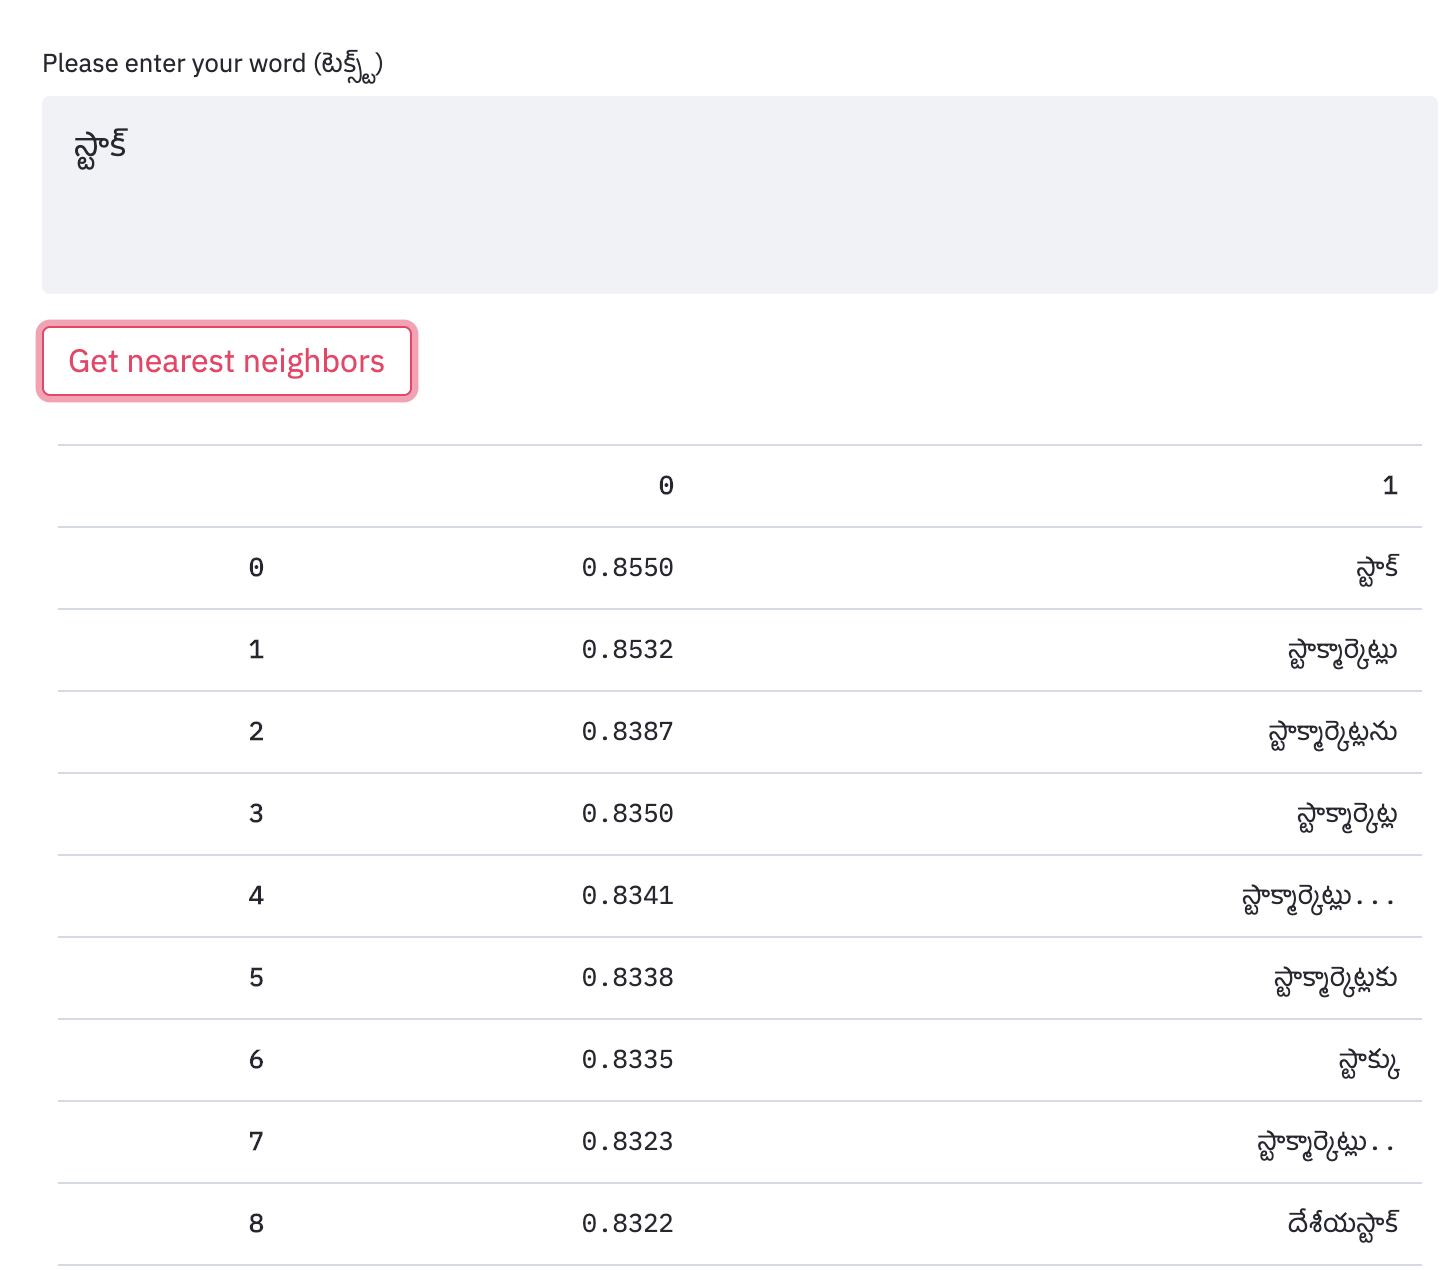 Please enter your word (టెక్స్ట్)
స్టాక్
Get nearest neighbors
0 1
0 0.8550 స్టాక్
1 0.8532 స్టాక్మార్కెట్లు
2 0.8387 స్టాక్మార్కెట్లను
3 0.8350 స్టాక్మార్కెట్ల
4 0.8341 స్టాక్మార్కెట్లు...
5 0.8338 స్టాక్మార్కెట్లకు
6 0.8335 స్టాక్కు
7 0.8323 స్టాక్మార్కెట్లు..
8 0.8322 దేశీయస్టాక్